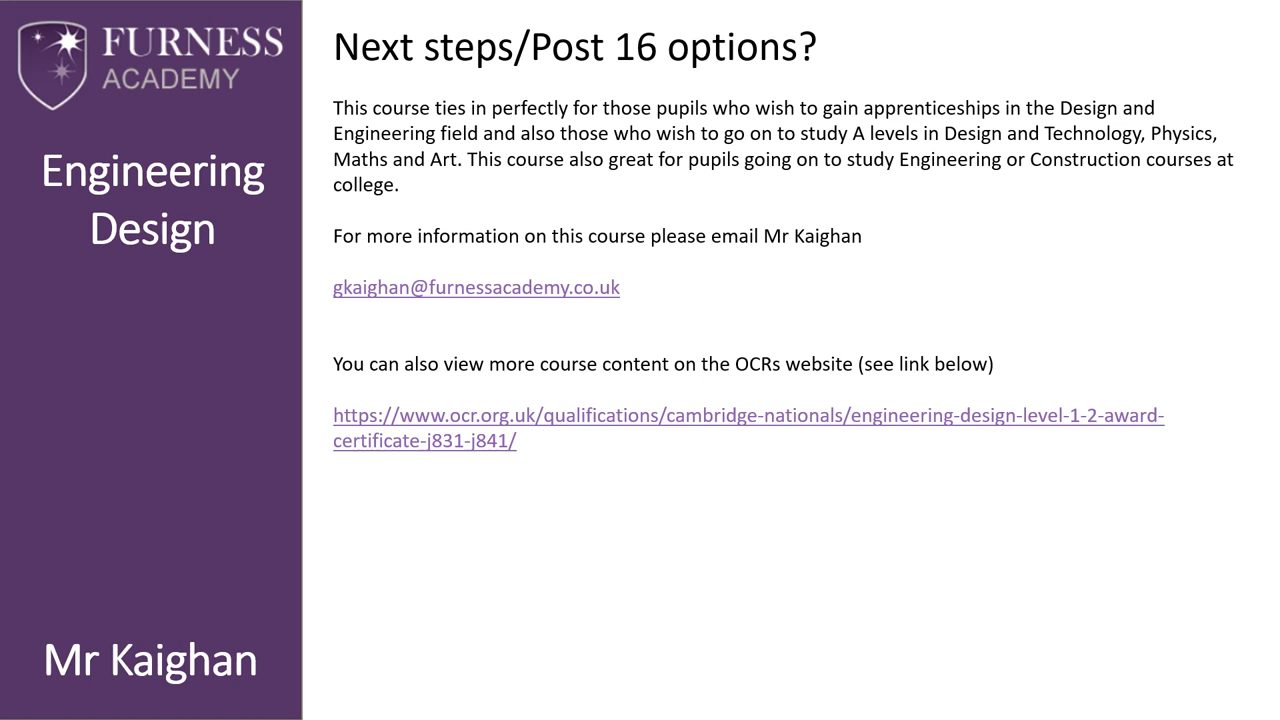 FURNESS
ACADEMY
Engineering
Design
Mr Kaighan
Next steps/Post 16 options?
This course ties in perfectly for those pupils who wish to gain apprenticeships in the Design and
Engineering field and also those who wish to go on to study A levels in Design and Technology, Physics,
Maths and Art. This course also great for pupils going on to study Engineering or Construction courses at
college.
For more information on this course please email Mr Kaighan
gkaighan@furnessacademy.co.uk
You can also view more course content on the OCRs website (see link below)
https://www.ocr.org.uk/qualifications/cambridge-nationals/engineering-design-level-1-2-award-
certificate-j831-j841/